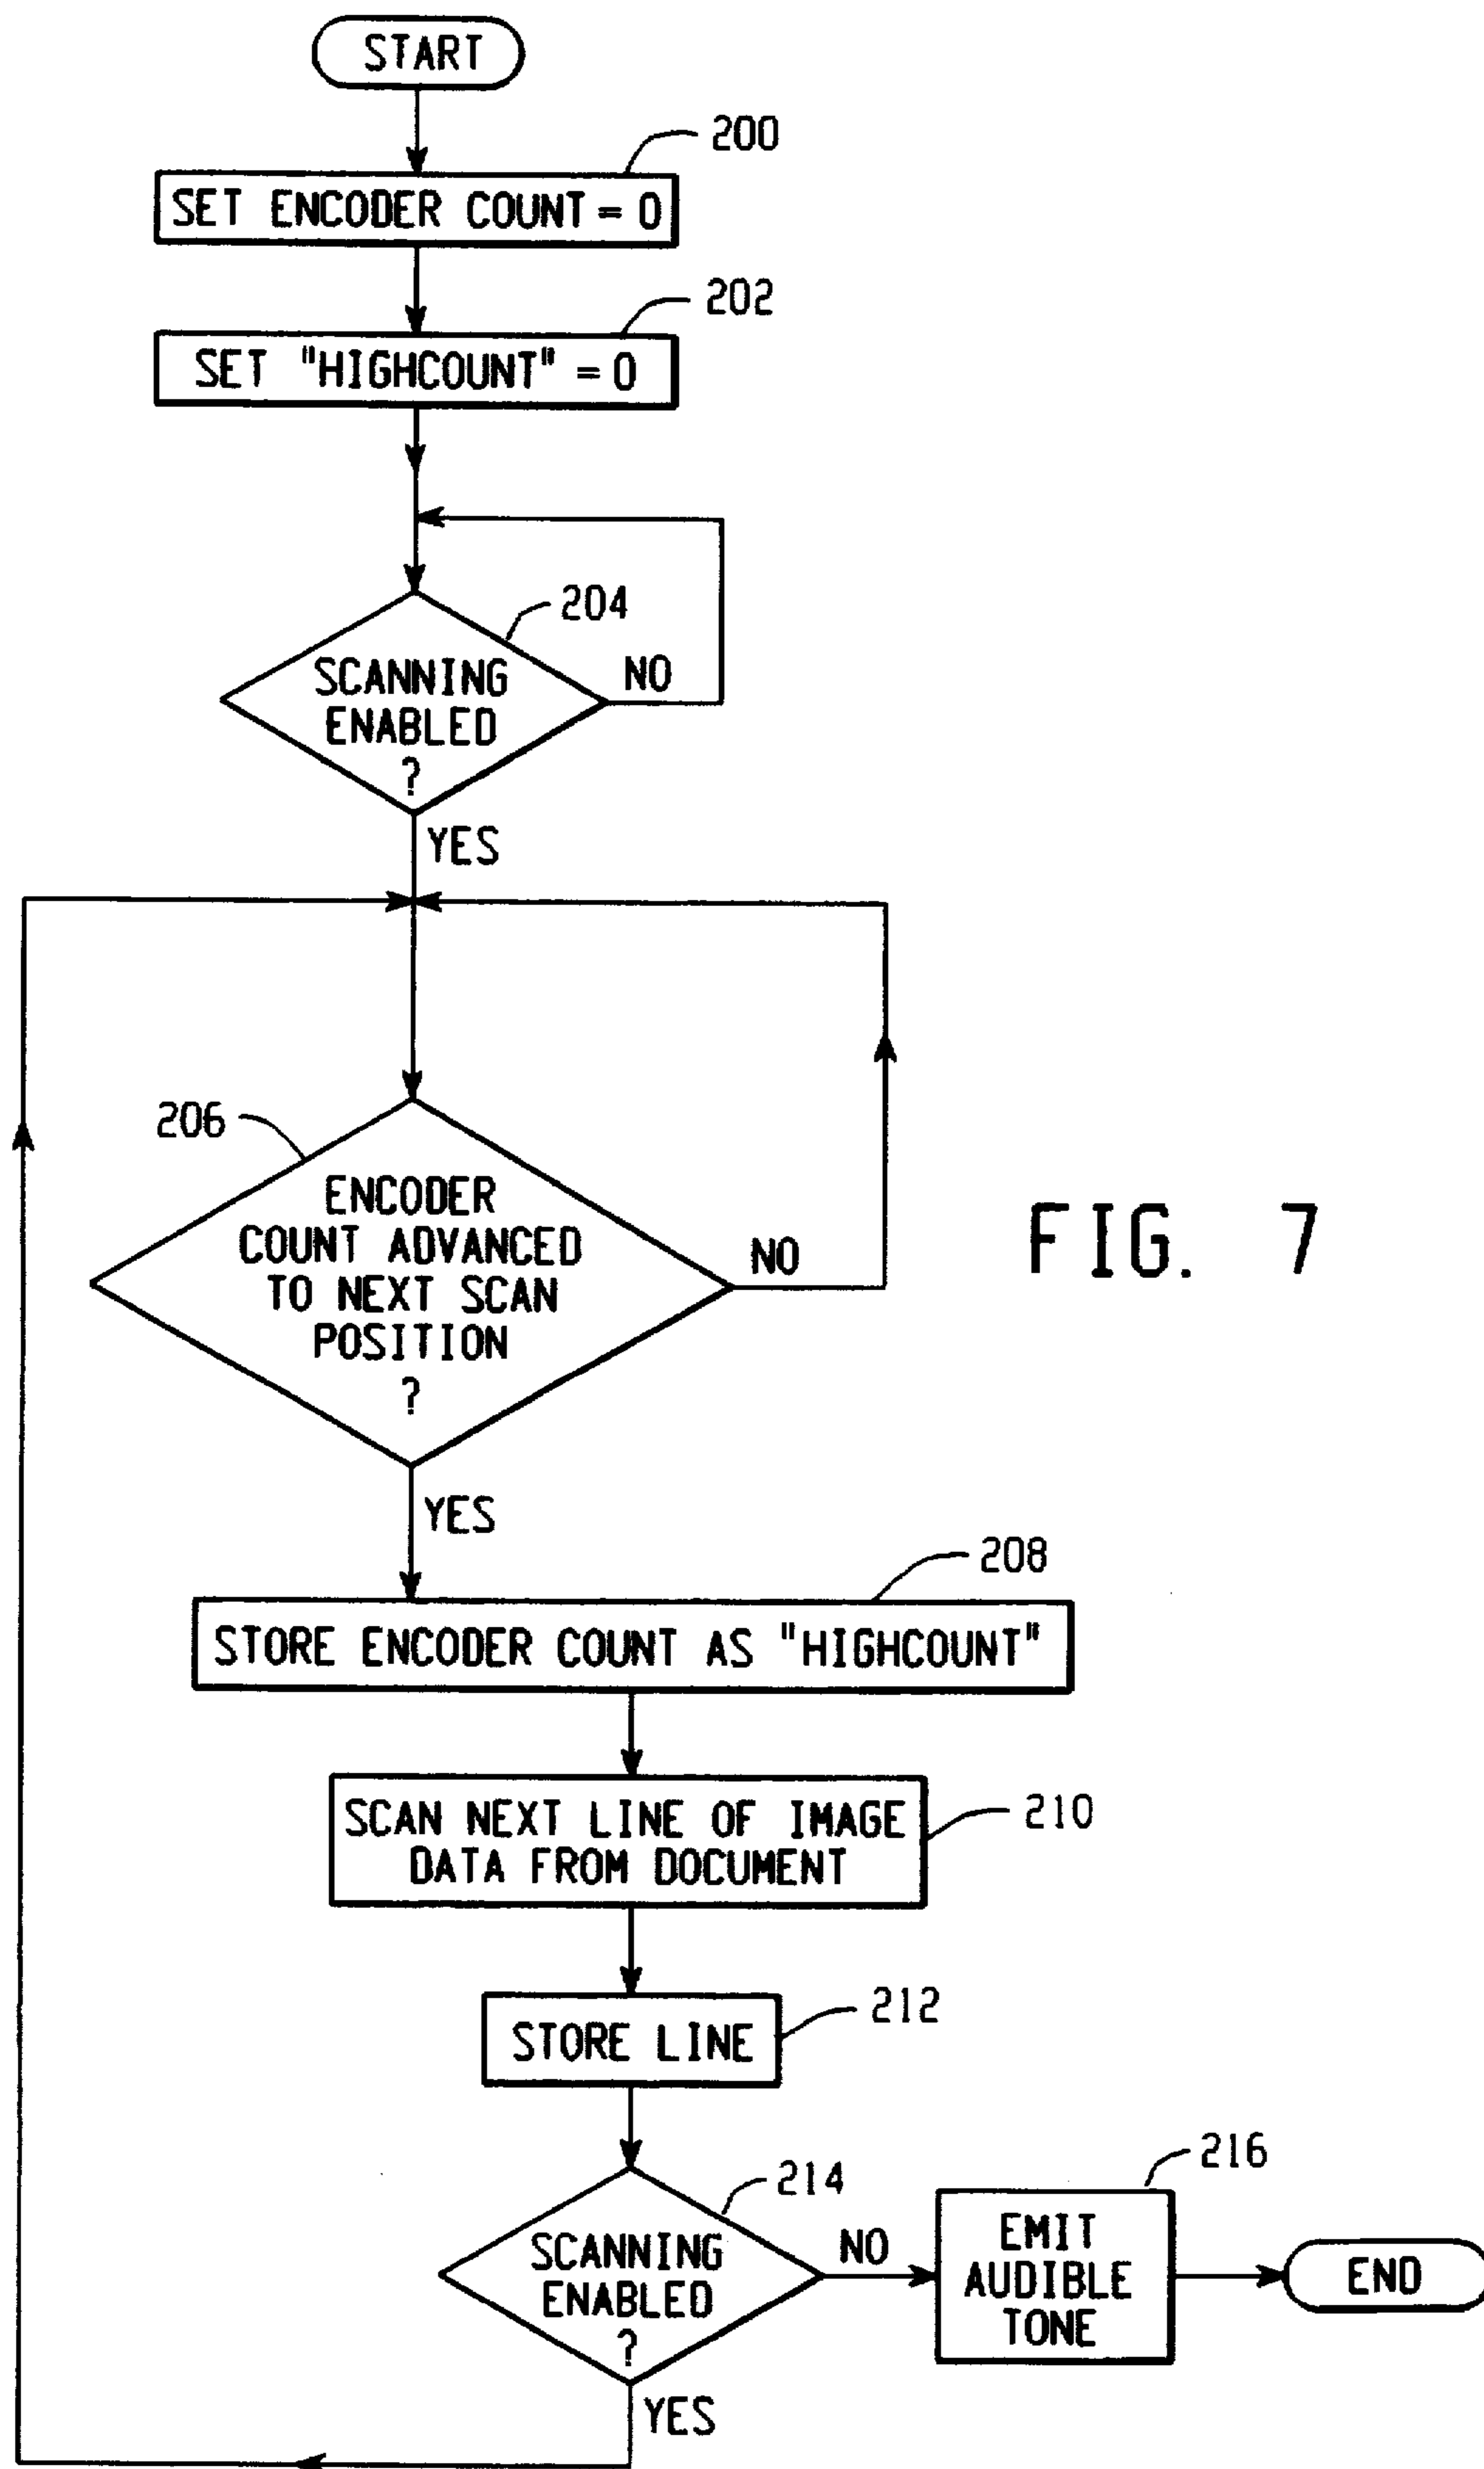 START
200
SET ENCODER COUNT = 0
202
SET "HIGHCOUNT" = 0
204
SCANNING
ENABLED
?
NO
YES
206
ENCODER
COUNT ADVANCED
TO NEXT SCAN
POSITION
?
NO
FIG. 7
YES
208
STORE ENCODER COUNT AS "HIGHCOUNT"
210
SCAN NEXT LINE OF IMAGE
DATA FROM DOCUMENT
212
STORE LINE
214
SCANNING
ENABLED
?
NO
216
EMIT
AUDIBLE
TONE
END
YES